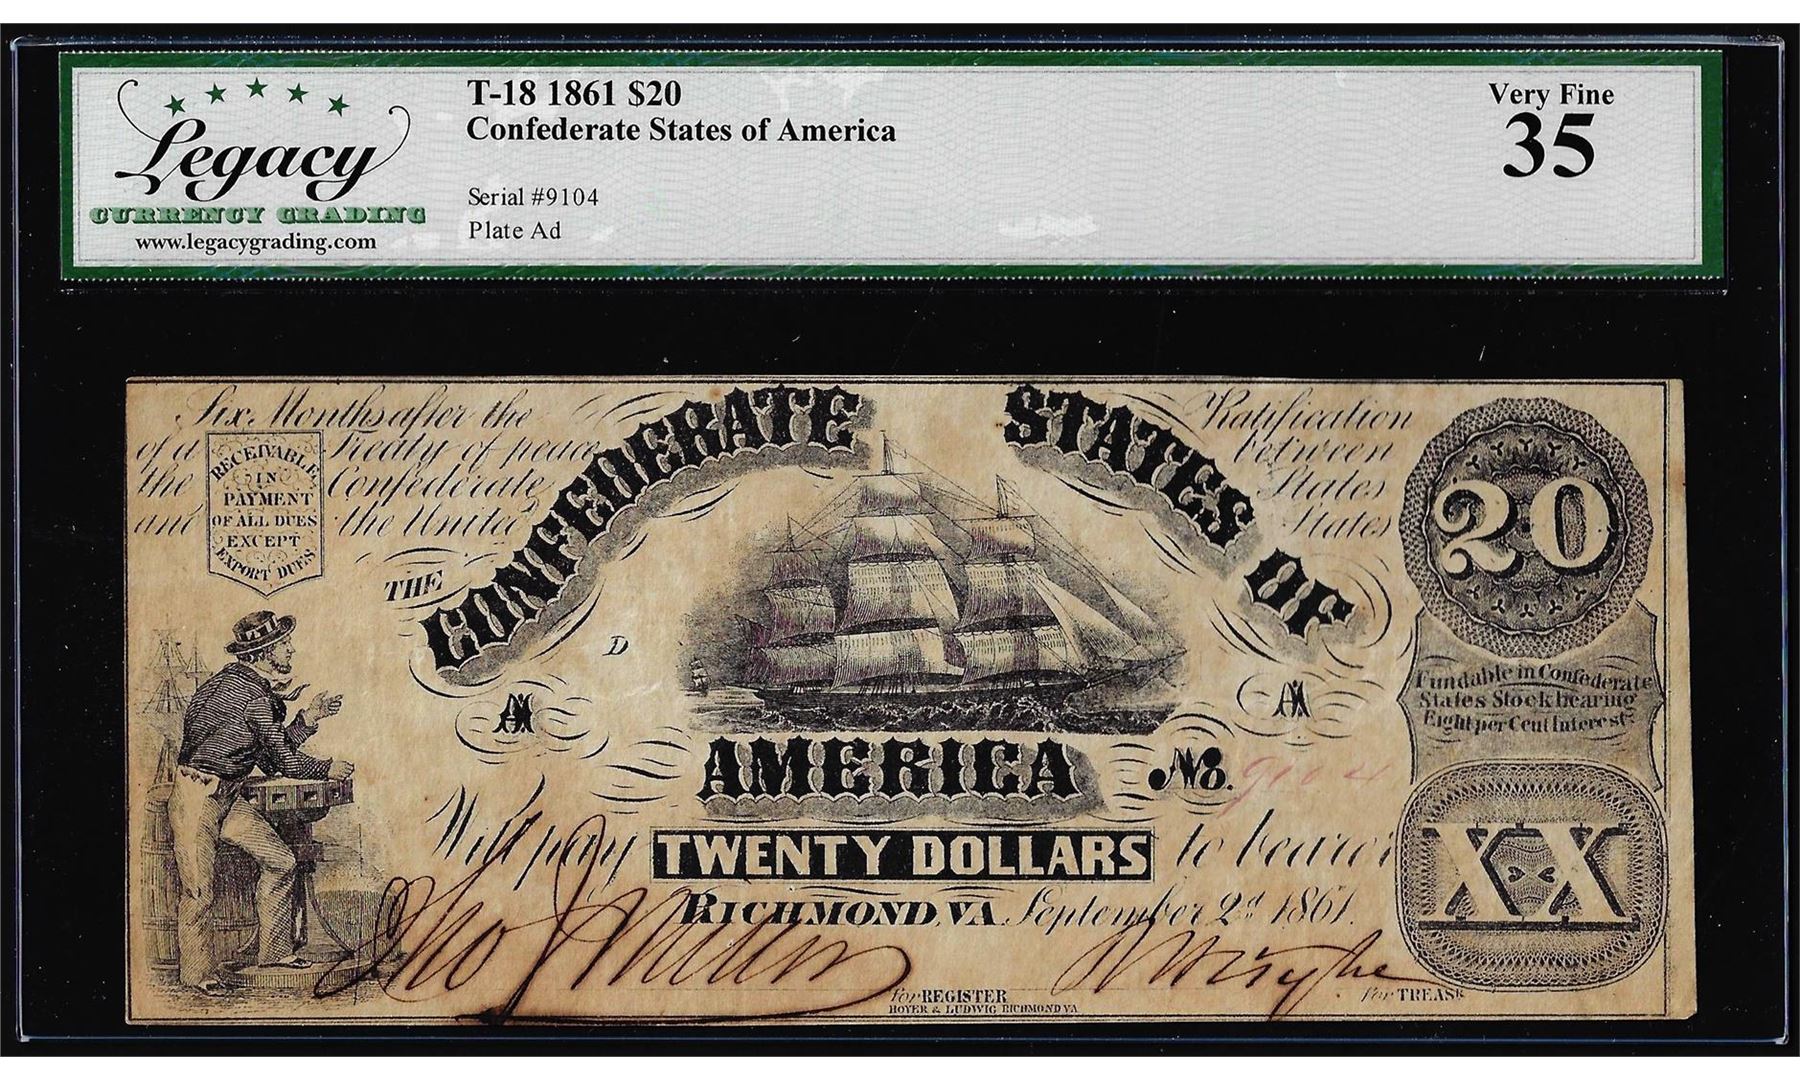 Legacy
CURRENCY GRADING
www.legacygrading.com
T-18 1861 $20
Confederate States of America
Serial #9104
Plate Ad
Very Fine
35
Six Months after the Ratification
of a Treaty of peace between
the Confederate States
and the United States
RECEIVABLE
IN
PAYMENT
OF ALL DUES
EXCEPT
EXPORT DUES
THE
CONFEDERATE STATES OF
AMERICA
20
D
A A
No. 9104
Fundable in Confederate
States Stock bearing
Eight per Cent Interest
Will pay TWENTY DOLLARS to bearer
XX
RICHMOND, VA September 2d 1861.
for REGISTER
for TREASR
HOYER & LUDWIG RICHMOND VA